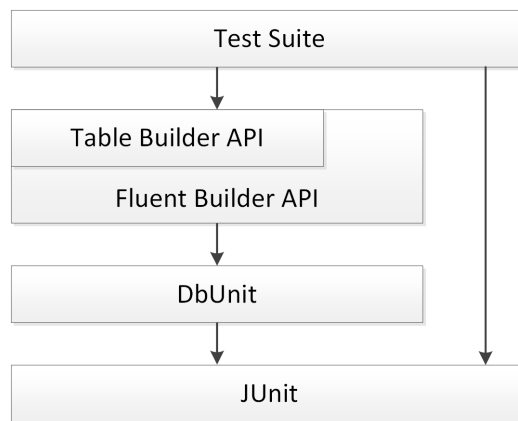 Test Suite
Table Builder API
Fluent Builder API
DbUnit
JUnit